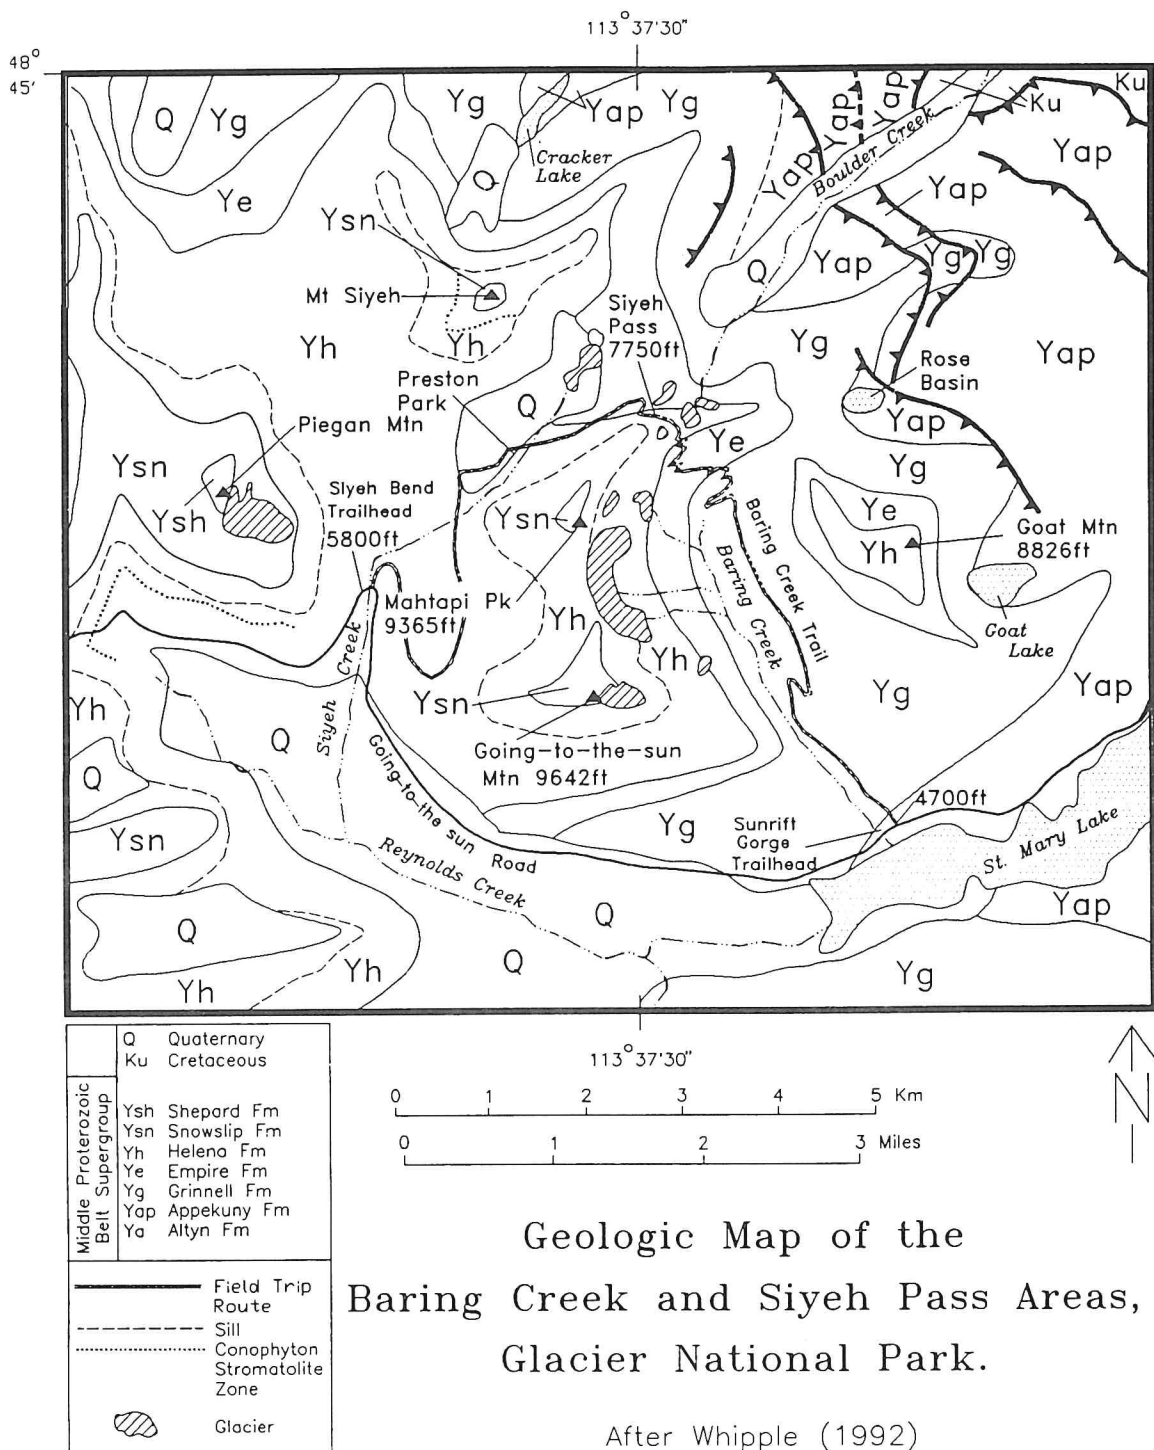 113°37'30"
48°
45'
Q
Yg
Yg
Yap
Yg
Yap
Yap
Yap
Ku
Ku
Boulder Creek
Cracker
Lake
Q
Yap
Yap
Ye
Ysn
Yg
Yg
Q
Yap
Mt Siyeh
Siyeh
Pass
7750ft
Yh
Yh
Yg
Yap
Rose
Basin
Preston
Park
Q
Yap
Piegan Mtn
Ye
Yg
Ysn
Siyeh Bend
Trailhead
5800ft
Ysn
Ye
Ysh
Goat Mtn
8826ft
Yh
Baring Creek Trail
Baring Creek
Mahtapi Pk
9365ft
Yh
Goat
Lake
Siyeh Creek
Yh
Yh
Ysn
Yg
Yap
Q
Going-to-the-sun
Mtn 9642ft
Q
Going-to-the sun Road
4700ft
Ysn
Yg
Sunrift
Gorge
Trailhead
St. Mary Lake
Reynolds Creek
Q
Q
Yap
Yh
Q
Yg
Yh
113°37'30"
Q Quaternary
Ku Cretaceous
Middle Proterozoic
Belt Supergroup
Ysh Shepard Fm
Ysn Snowslip Fm
Yh Helena Fm
Ye Empire Fm
Yg Grinnell Fm
Yap Appekuny Fm
Ya Altyn Fm
Field Trip
Route
Sill
Conophyton
Stromatolite
Zone
Glacier
0 1 2 3 4 5 Km
0 1 2 3 Miles
N
Geologic Map of the
Baring Creek and Siyeh Pass Areas,
Glacier National Park.
After Whipple (1992)